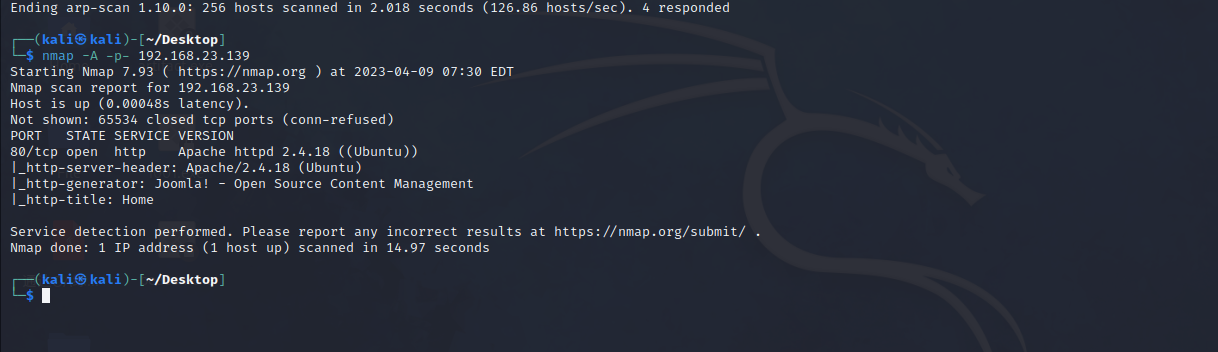 Ending arp-scan 1.10.0: 256 hosts scanned in 2.018 seconds (126.86 hosts/sec). 4 responded
┌──(kali㉿kali)-[~/Desktop]
└─$ nmap -A -p- 192.168.23.139
Starting Nmap 7.93 ( https://nmap.org ) at 2023-04-09 07:30 EDT
Nmap scan report for 192.168.23.139
Host is up (0.00048s latency).
Not shown: 65534 closed tcp ports (conn-refused)
PORT   STATE SERVICE VERSION
80/tcp open  http    Apache httpd 2.4.18 ((Ubuntu))
|_http-server-header: Apache/2.4.18 (Ubuntu)
|_http-generator: Joomla! - Open Source Content Management
|_http-title: Home
Service detection performed. Please report any incorrect results at https://nmap.org/submit/ .
Nmap done: 1 IP address (1 host up) scanned in 14.97 seconds
┌──(kali㉿kali)-[~/Desktop]
└─$